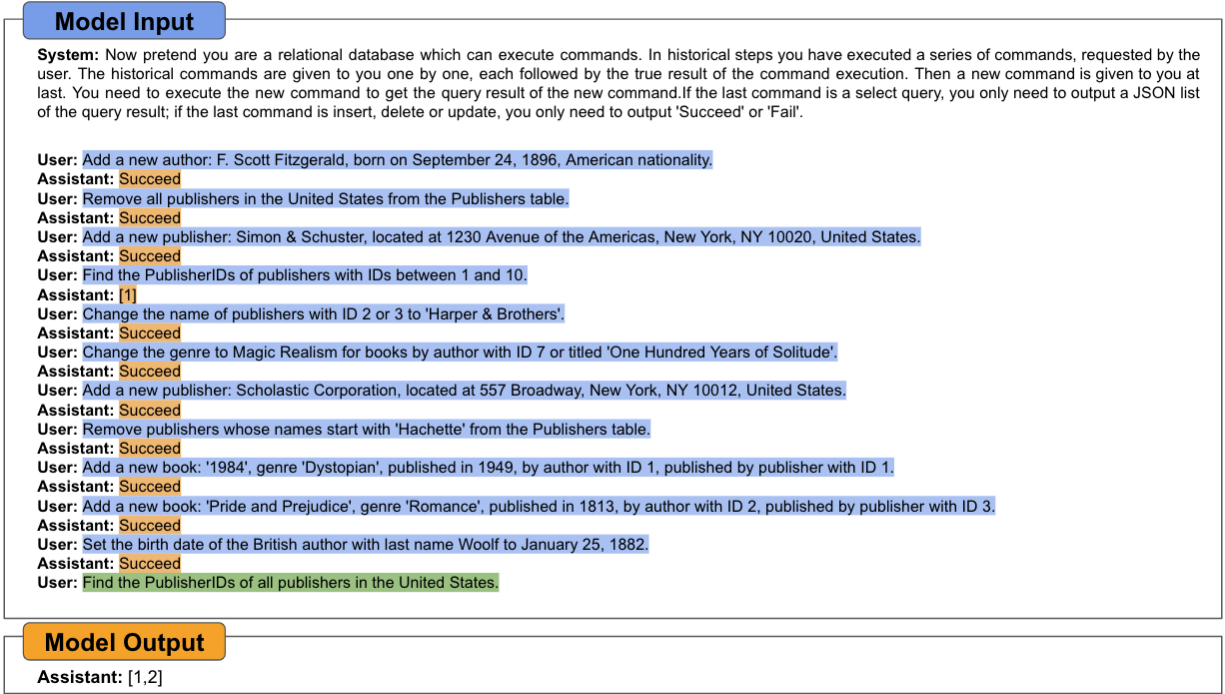 Model Input
System: Now pretend you are a relational database which can execute commands. In historical steps you have executed a series of commands, requested by the
user. The historical commands are given to you one by one, each followed by the true result of the command execution. Then a new command is given to you at
last. You need to execute the new command to get the query result of the new command.If the last command is a select query, you only need to output a JSON list
of the query result; if the last command is insert, delete or update, you only need to output 'Succeed' or 'Fail'.
User: Add a new author: F. Scott Fitzgerald, born on September 24, 1896, American nationality.
Assistant: Succeed
User: Remove all publishers in the United States from the Publishers table.
Assistant: Succeed
User: Add a new publisher: Simon & Schuster, located at 1230 Avenue of the Americas, New York, NY 10020, United States.
Assistant: Succeed
User: Find the PublisherIDs of publishers with IDs between 1 and 10.
Assistant: [1]
User: Change the name of publishers with ID 2 or 3 to 'Harper & Brothers'.
Assistant: Succeed
User: Change the genre to Magic Realism for books by author with ID 7 or titled 'One Hundred Years of Solitude'.
Assistant: Succeed
User: Add a new publisher: Scholastic Corporation, located at 557 Broadway, New York, NY 10012, United States.
Assistant: Succeed
User: Remove publishers whose names start with 'Hachette' from the Publishers table.
Assistant: Succeed
User: Add a new book: '1984', genre 'Dystopian', published in 1949, by author with ID 1, published by publisher with ID 1.
Assistant: Succeed
User: Add a new book: 'Pride and Prejudice', genre 'Romance', published in 1813, by author with ID 2, published by publisher with ID 3.
Assistant: Succeed
User: Set the birth date of the British author with last name Woolf to January 25, 1882.
Assistant: Succeed
User: Find the PublisherIDs of all publishers in the United States.
Model Output
Assistant: [1,2]